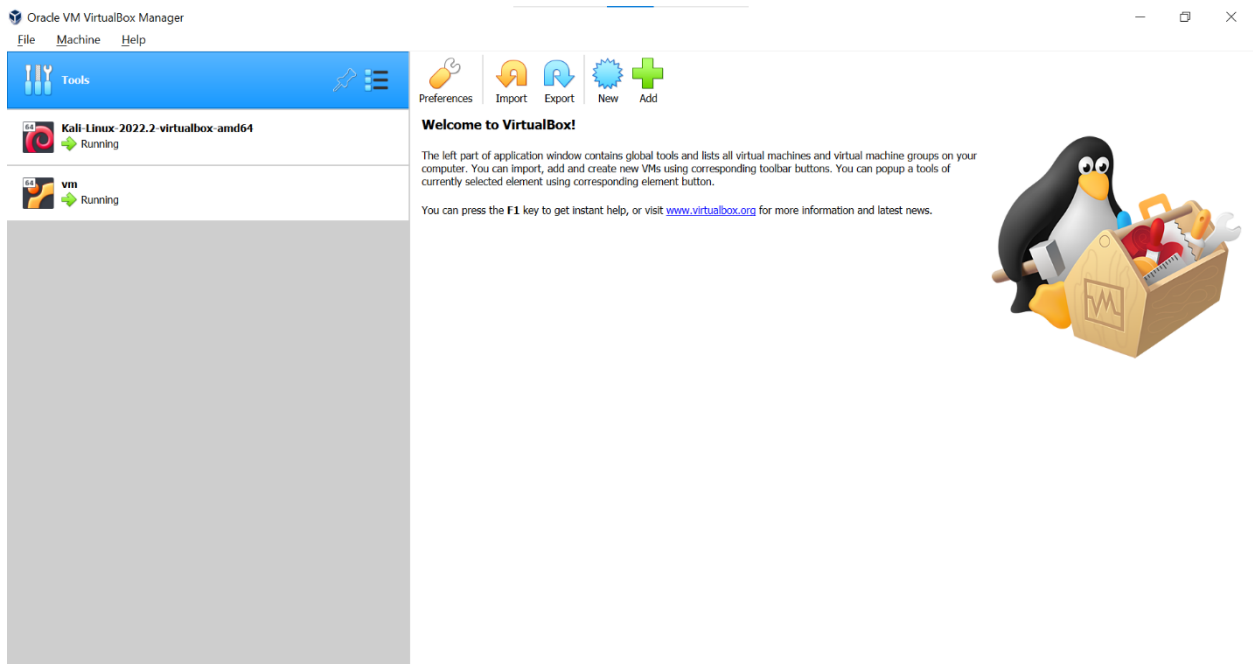 Oracle VM VirtualBox Manager
File Machine Help
Tools
Preferences Import Export New Add
64
Kali-Linux-2022.2-virtualbox-amd64
Running
64
vm
Running
Welcome to VirtualBox!
The left part of application window contains global tools and lists all virtual machines and virtual machine groups on your
computer. You can import, add and create new VMs using corresponding toolbar buttons. You can popup a tools of
currently selected element using corresponding element button.
You can press the F1 key to get instant help, or visit www.virtualbox.org for more information and latest news.